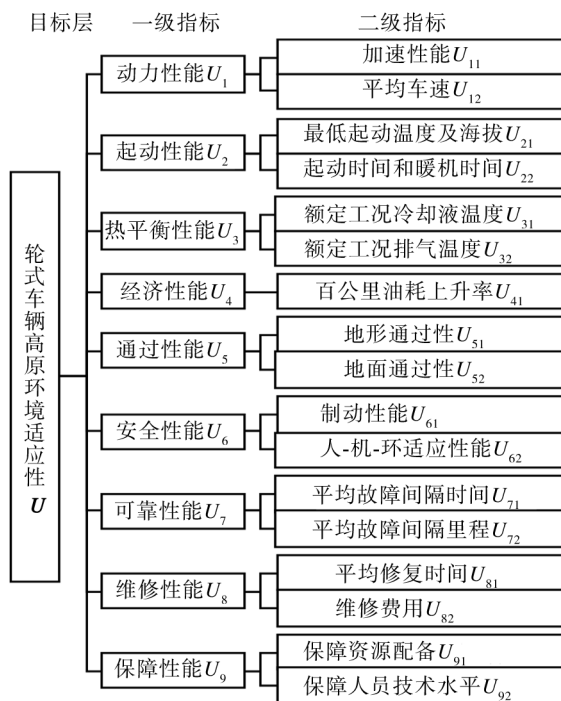 目标层 一级指标 二级指标
轮式车辆高原环境适应性U
动力性能U1
加速性能U11
平均车速U12
起动性能U2
最低起动温度及海拔U21
起动时间和暖机时间U22
热平衡性能U3
额定工况冷却液温度U31
额定工况排气温度U32
经济性能U4
百公里油耗上升率U41
通过性能U5
地形通过性U51
地面通过性U52
安全性能U6
制动性能U61
人-机-环适应性能U62
可靠性能U7
平均故障间隔时间U71
平均故障间隔里程U72
维修性能U8
平均修复时间U81
维修费用U82
保障性能U9
保障资源配备U91
保障人员技术水平U92